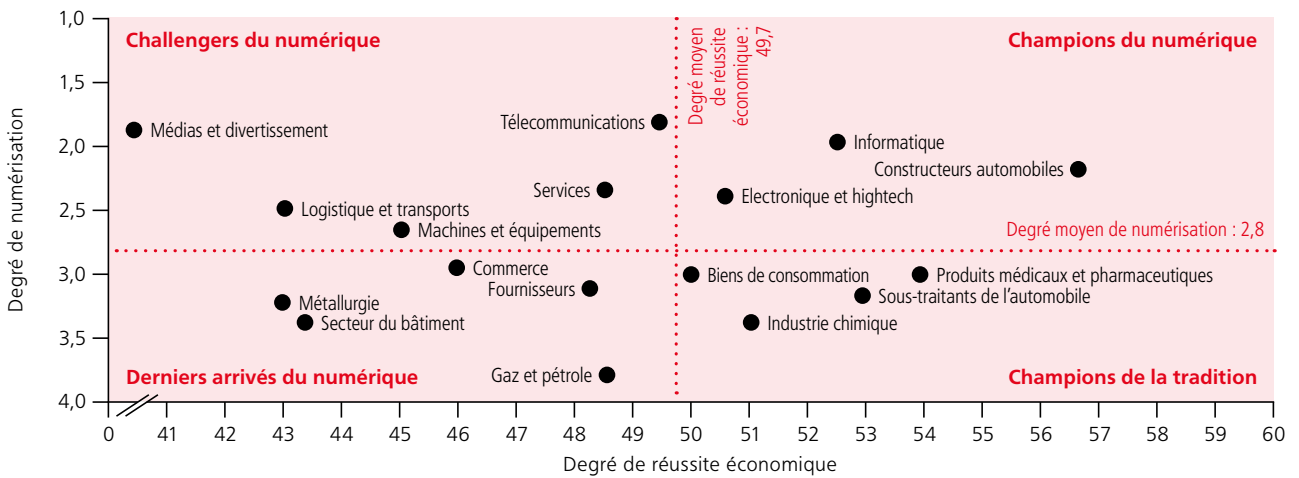 1,0
1,5
2,0
2,5
3,0
3,5
4,0
Degré de numérisation
Challengers du numérique
Degré moyen
de réussite
économique :
49,7
Champions du numérique
Médias et divertissement
Télecommunications
Informatique
Constructeurs automobiles
Services
Electronique et hightech
Logistique et transports
Machines et équipements
Degré moyen de numérisation : 2,8
Commerce
Fournisseurs
Biens de consommation
Produits médicaux et pharmaceutiques
Sous-traitants de l'automobile
Métallurgie
Secteur du bâtiment
Industrie chimique
Derniers arrivés du numérique
Gaz et pétrole
Champions de la tradition
0 41 42 43 44 45 46 47 48 49 50 51 52 53 54 55 56 57 58 59 60
Degré de réussite économique